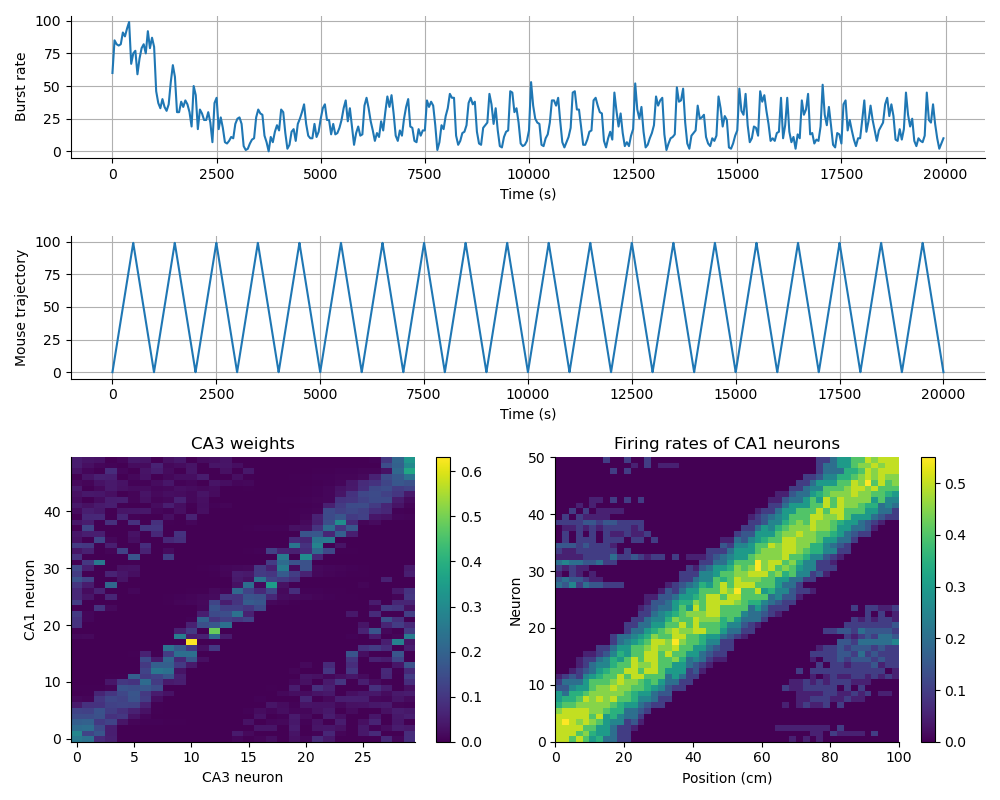 100
75
50
25
0
Burst rate
0 2500 5000 7500 10000 12500 15000 17500 20000
Time (s)
100
75
50
25
0
Mouse trajectory
0 2500 5000 7500 10000 12500 15000 17500 20000
Time (s)
CA3 weights
40
30
20
10
0
CA1 neuron
0 5 10 15 20 25
CA3 neuron
0.6
0.5
0.4
0.3
0.2
0.1
0.0
Firing rates of CA1 neurons
50
40
30
20
10
0
Neuron
0 20 40 60 80 100
Position (cm)
0.5
0.4
0.3
0.2
0.1
0.0